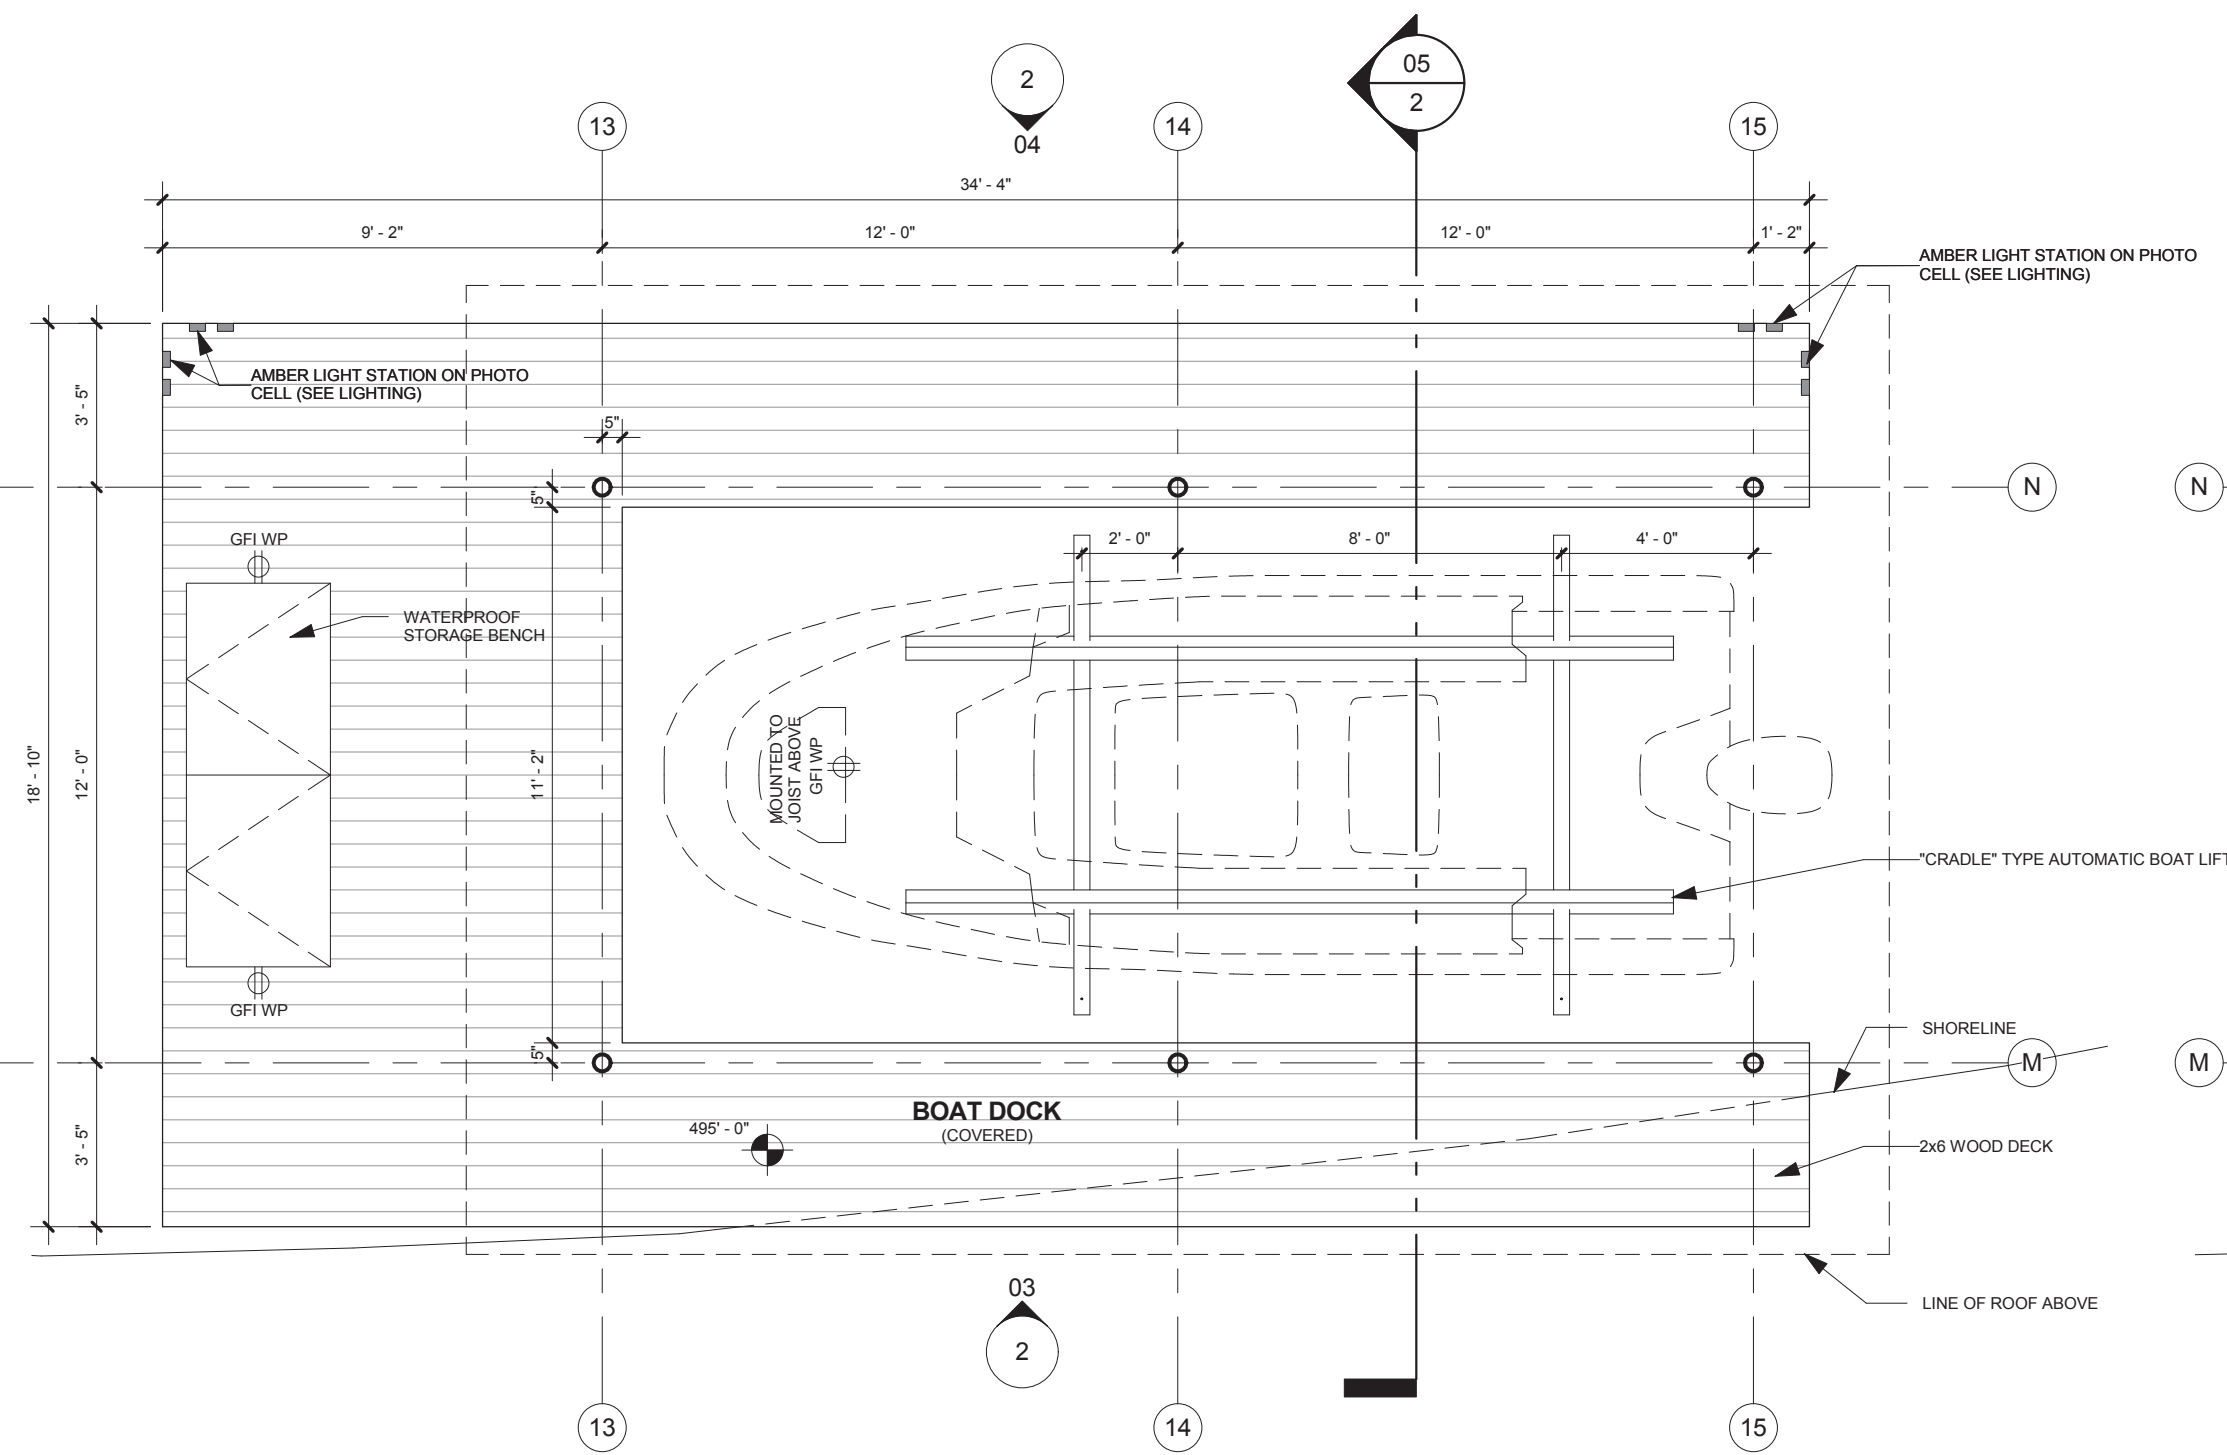 05
2
2
04
13
14
15
34' - 4"
9' - 2"
12' - 0"
12' - 0"
1' - 2"
AMBER LIGHT STATION ON PHOTO
CELL (SEE LIGHTING)
AMBER LIGHT STATION ON PHOTO
CELL (SEE LIGHTING)
3' - 5"
5"
5"
N
N
GFI WP
2' - 0"
8' - 0"
4' - 0"
WATERPROOF
STORAGE BENCH
18' - 10"
12' - 0"
11' - 2"
MOUNTED TO
JOIST ABOVE
GFI WP
"CRADLE" TYPE AUTOMATIC BOAT LIFT
GFI WP
SHORELINE
5"
M
M
BOAT DOCK
(COVERED)
495' - 0"
3' - 5"
2x6 WOOD DECK
03
2
LINE OF ROOF ABOVE
13
14
15